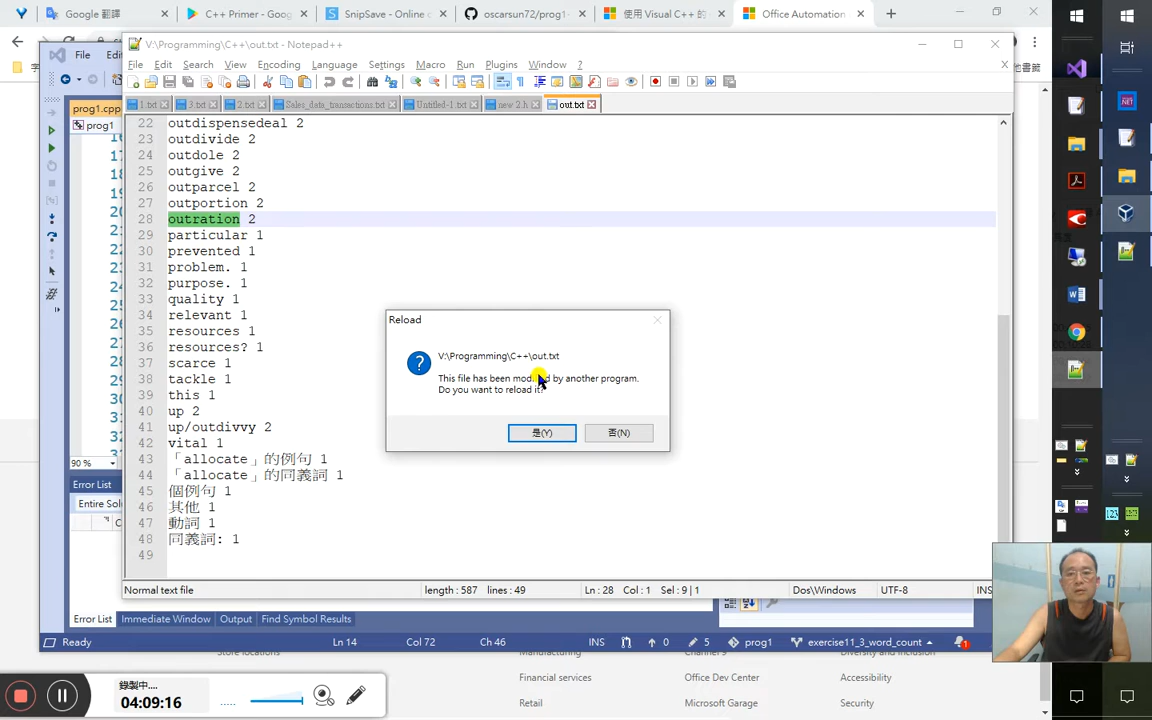 Google 翻譯
C++ Primer - Goog
SnipSave - Online c
oscarsun72/prog1
使用 Visual C++ 的
Office Automation
V:\Programming\C++\out.txt - Notepad++
File
File Edit Search View Encoding Language Settings Macro Run Plugins Window ?
1.txt 3.txt 2.txt Sales_data_transactions.txt Untitled-1.txt new 2.h out.txt
prog1.cpp
prog1
22 outdispensedeal 2
23 outdivide 2
24 outdole 2
25 outgive 2
26 outparcel 2
27 outportion 2
28 outration 2
29 particular 1
30 prevented 1
31 problem. 1
32 purpose. 1
33 quality 1
34 relevant 1
35 resources 1
36 resources? 1
37 scarce 1
38 tackle 1
39 this 1
40 up 2
41 up/outdivvy 2
42 vital 1
43 「allocate」的例句 1
44 「allocate」的同義詞 1
45 個例句 1
46 其他 1
47 動詞 1
48 同義詞: 1
49
Reload
V:\Programming\C++\out.txt
This file has been modified by another program.
Do you want to reload it?
是(Y) 否(N)
90 %
Error List
Entire Solu
Normal text file length : 587 lines : 49 Ln : 28 Col : 1 Sel : 9 | 1 Dos\Windows UTF-8 INS
Error List Immediate Window Output Find Symbol Results
Ready Ln 14 Col 72 Ch 46 INS 0 5 prog1 exercise11_3_word_count 1
Store locations Channel 9 Diversity and inclusion
Financial services Office Dev Center Accessibility
Retail Microsoft Garage Security
錄製中....
04:09:16